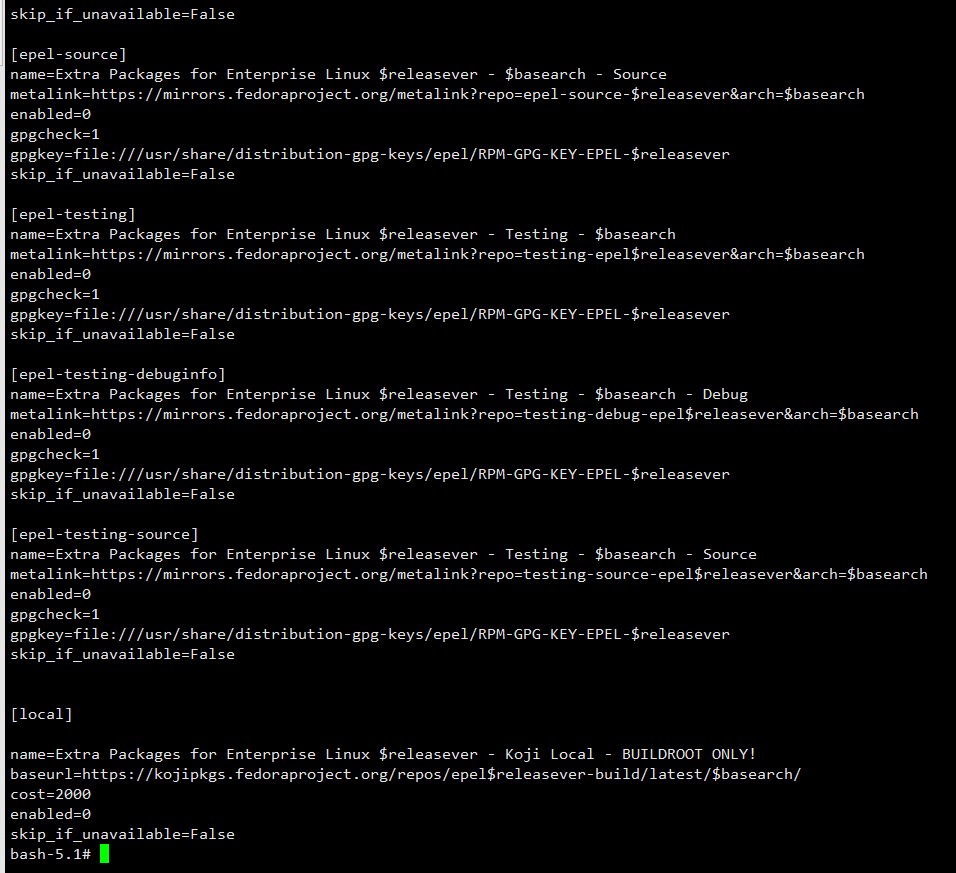 skip_if_unavailable=False
[epel-source]
name=Extra Packages for Enterprise Linux $releasever - $basearch - Source
metalink=https://mirrors.fedoraproject.org/metalink?repo=epel-source-$releasever&arch=$basearch
enabled=0
gpgcheck=1
gpgkey=file:///usr/share/distribution-gpg-keys/epel/RPM-GPG-KEY-EPEL-$releasever
skip_if_unavailable=False
[epel-testing]
name=Extra Packages for Enterprise Linux $releasever - Testing - $basearch
metalink=https://mirrors.fedoraproject.org/metalink?repo=testing-epel$releasever&arch=$basearch
enabled=0
gpgcheck=1
gpgkey=file:///usr/share/distribution-gpg-keys/epel/RPM-GPG-KEY-EPEL-$releasever
skip_if_unavailable=False
[epel-testing-debuginfo]
name=Extra Packages for Enterprise Linux $releasever - Testing - $basearch - Debug
metalink=https://mirrors.fedoraproject.org/metalink?repo=testing-debug-epel$releasever&arch=$basearch
enabled=0
gpgcheck=1
gpgkey=file:///usr/share/distribution-gpg-keys/epel/RPM-GPG-KEY-EPEL-$releasever
skip_if_unavailable=False
[epel-testing-source]
name=Extra Packages for Enterprise Linux $releasever - Testing - $basearch - Source
metalink=https://mirrors.fedoraproject.org/metalink?repo=testing-source-epel$releasever&arch=$basearch
enabled=0
gpgcheck=1
gpgkey=file:///usr/share/distribution-gpg-keys/epel/RPM-GPG-KEY-EPEL-$releasever
skip_if_unavailable=False
[local]
name=Extra Packages for Enterprise Linux $releasever - Koji Local - BUILDROOT ONLY!
baseurl=https://kojipkgs.fedoraproject.org/repos/epel$releasever-build/latest/$basearch/
cost=2000
enabled=0
skip_if_unavailable=False
bash-5.1#